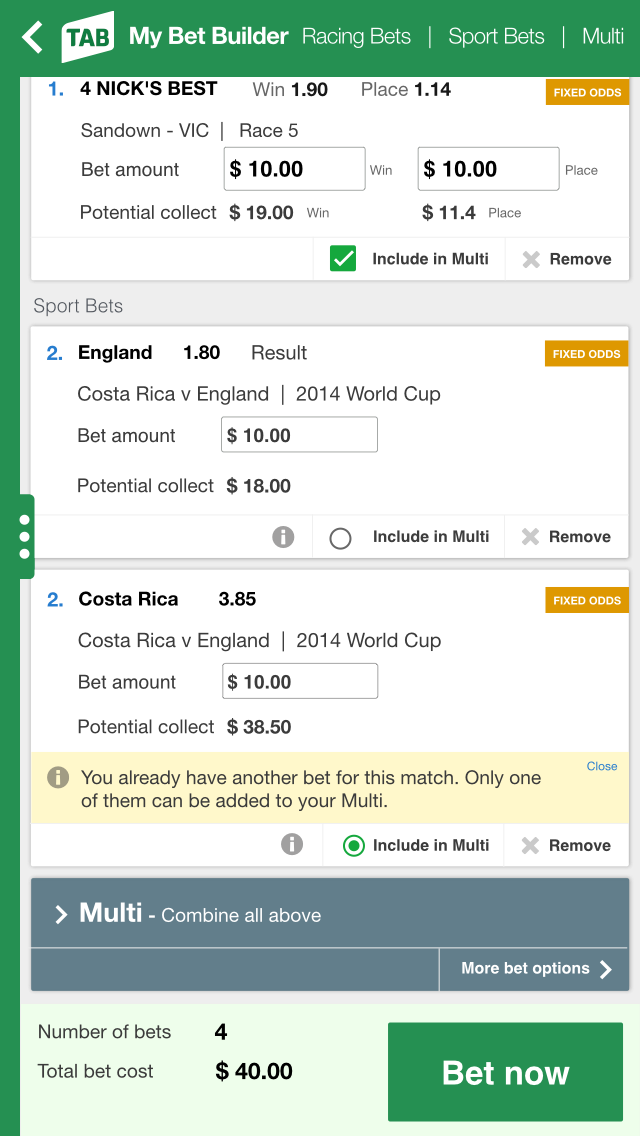 TAB My Bet Builder Racing Bets | Sport Bets | Multi
1. 4 NICK'S BEST Win 1.90 Place 1.14 FIXED ODDS
Sandown - VIC | Race 5
Bet amount $ 10.00 Win $ 10.00 Place
Potential collect $ 19.00 Win $ 11.4 Place
Include in Multi Remove
Sport Bets
2. England 1.80 Result FIXED ODDS
Costa Rica v England | 2014 World Cup
Bet amount $ 10.00
Potential collect $ 18.00
i Include in Multi Remove
2. Costa Rica 3.85 FIXED ODDS
Costa Rica v England | 2014 World Cup
Bet amount $ 10.00
Potential collect $ 38.50
i You already have another bet for this match. Only one Close
of them can be added to your Multi.
i Include in Multi Remove
Multi - Combine all above
More bet options
Number of bets 4
Total bet cost $ 40.00
Bet now